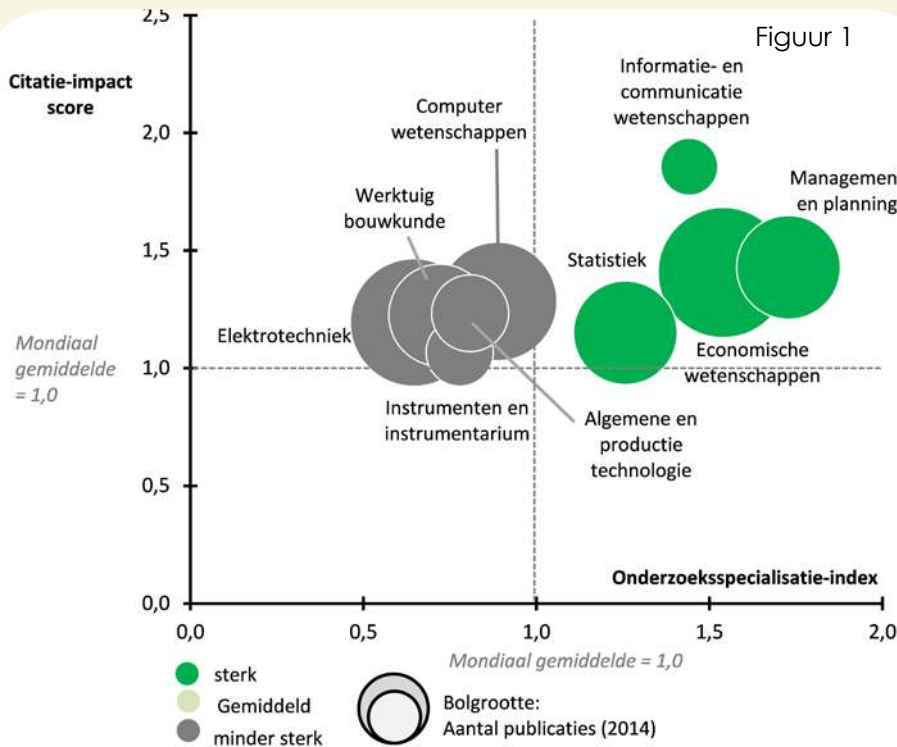 Figuur 1
2,5
Citatie-impact
score
2,0
1,5
1,0
0,5
0,0
Mondiaal
gemiddelde
= 1,0
Informatie- en
communicatie
wetenschappen
Computer
wetenschappen
Managemen
en planning
Werktuig
bouwkunde
Statistiek
Elektrotechniek
Economische
wetenschappen
Instrumenten en
instrumentarium
Algemene en
productie
technologie
Onderzoeksspecialisatie-index
0,0
0,5
1,0
1,5
2,0
Mondiaal gemiddelde = 1,0
sterk
Gemiddeld
minder sterk
Bolgrootte:
Aantal publicaties (2014)